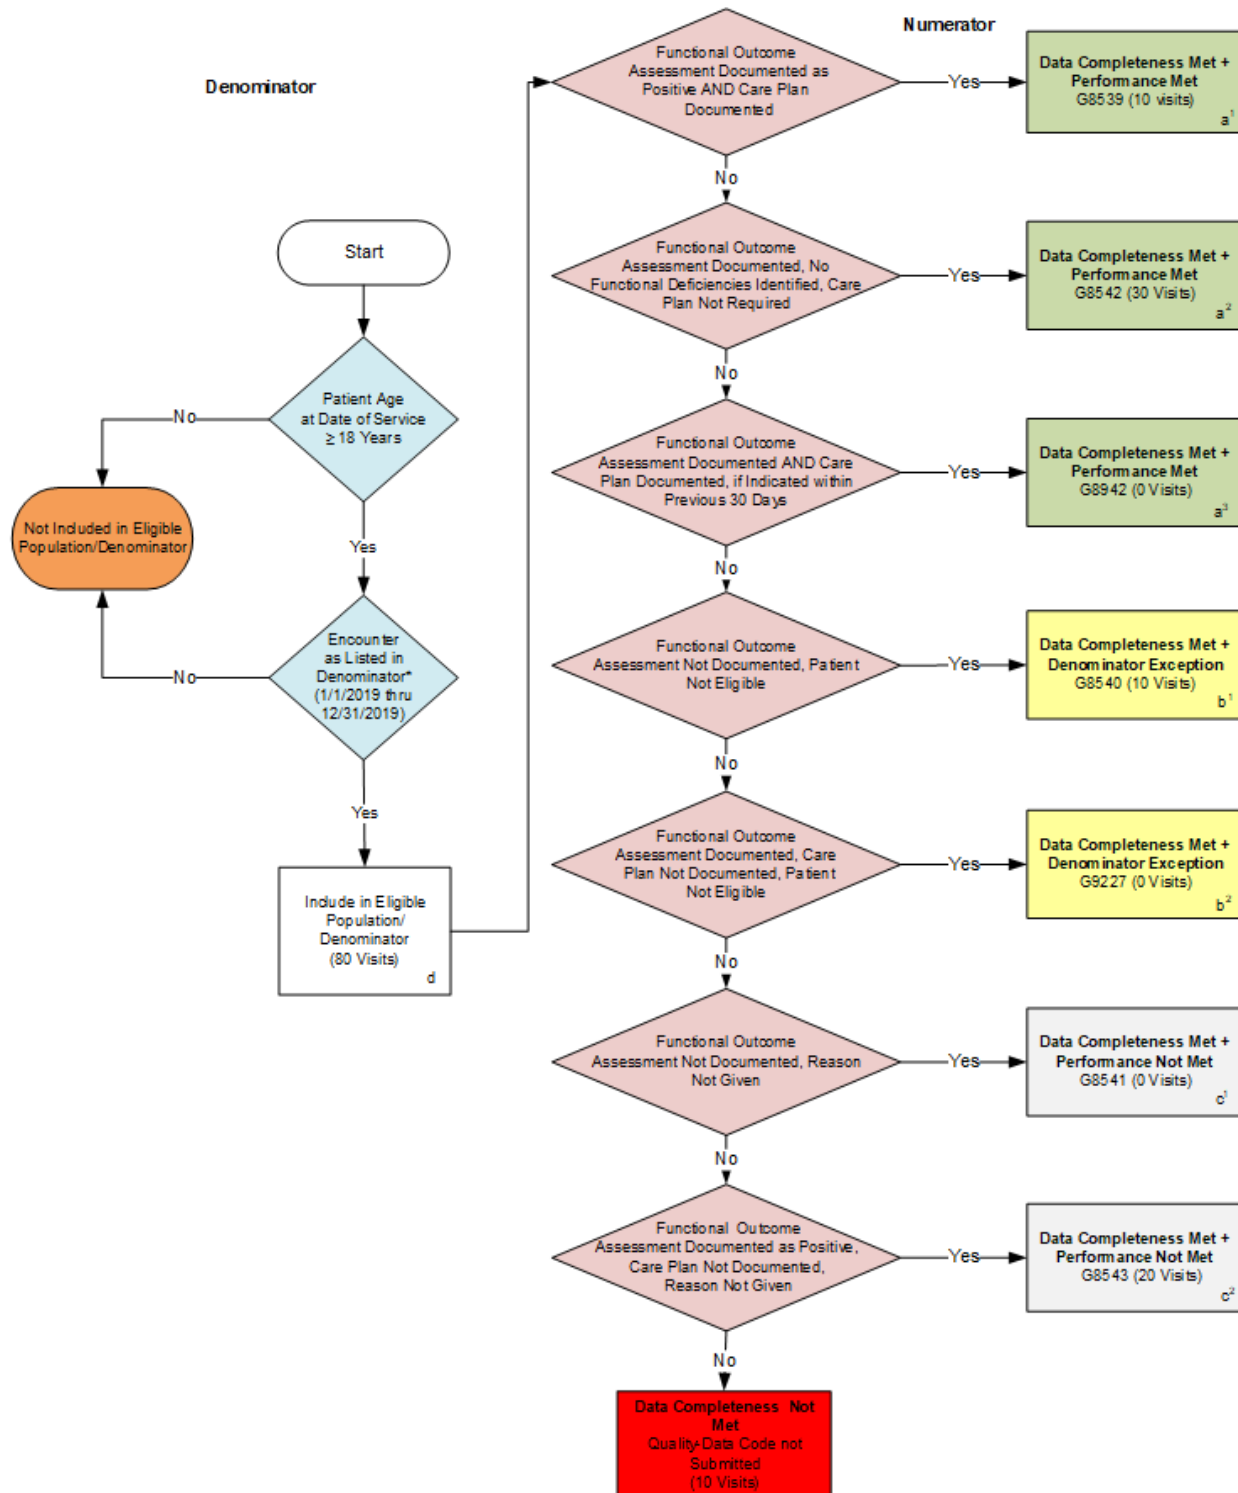 Denominator
Start
Patient Age
at Date of Service
≥ 18 Years
No
Not Included in Eligible
Population/Denominator
Yes
Encounter
as Listed in
Denominator*
(1/1/2019 thru
12/31/2019)
No
Yes
Include in Eligible
Population/
Denominator
(80 Visits)
d
Numerator
Functional Outcome
Assessment Documented as
Positive AND Care Plan
Documented
Yes
Data Completeness Met +
Performance Met
G8539 (10 visits)
a1
No
Functional Outcome
Assessment Documented, No
Functional Deficiencies Identified, Care
Plan Not Required
Yes
Data Completeness Met +
Performance Met
G8542 (30 Visits)
a2
No
Functional Outcome
Assessment Documented AND Care
Plan Documented, if Indicated within
Previous 30 Days
Yes
Data Completeness Met +
Performance Met
G8942 (0 Visits)
a3
No
Functional Outcome
Assessment Not Documented, Patient
Not Eligible
Yes
Data Completeness Met +
Denominator Exception
G8540 (10 Visits)
b1
No
Functional Outcome
Assessment Documented, Care
Plan Not Documented, Patient
Not Eligible
Yes
Data Completeness Met +
Denominator Exception
G9227 (0 Visits)
b2
No
Functional Outcome
Assessment Not Documented, Reason
Not Given
Yes
Data Completeness Met +
Performance Not Met
G8541 (0 Visits)
c1
No
Functional Outcome
Assessment Documented as Positive,
Care Plan Not Documented,
Reason Not Given
Yes
Data Completeness Met +
Performance Not Met
G8543 (20 Visits)
c2
No
Data Completeness Not
Met
Quality-Data Code not
Submitted
(10 Visits)